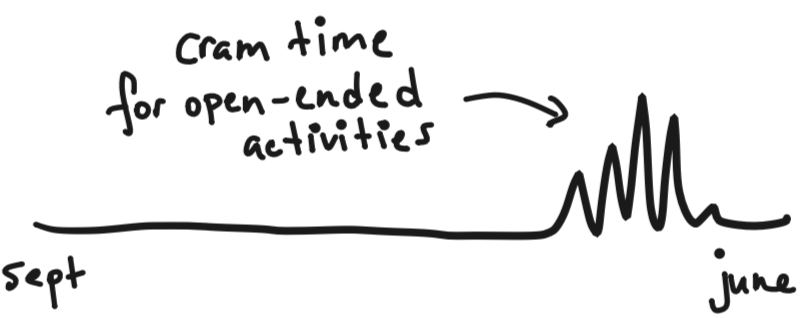 cram time
for open-ended
activities
sept
june